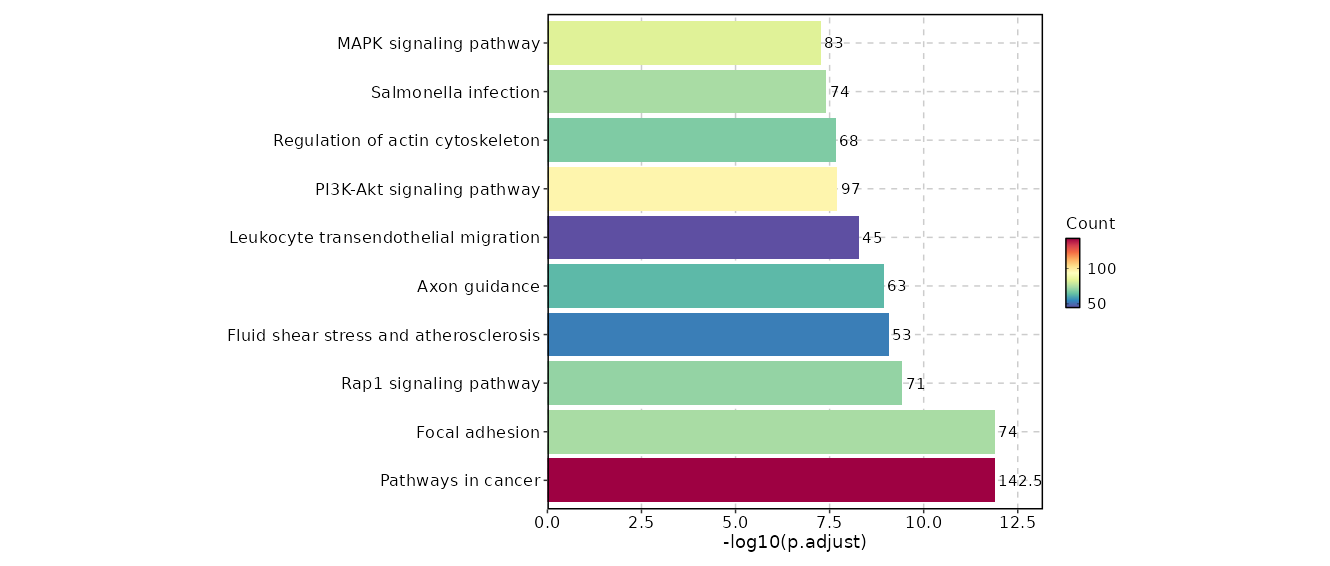 MAPK signaling pathway 83
Salmonella infection 74
Regulation of actin cytoskeleton 68
PI3K-Akt signaling pathway 97
Leukocyte transendothelial migration 45
Axon guidance 63
Fluid shear stress and atherosclerosis 53
Rap1 signaling pathway 71
Focal adhesion 74
Pathways in cancer 142.5
0.0 2.5 5.0 7.5 10.0 12.5
-log10(p.adjust)
Count
100
50